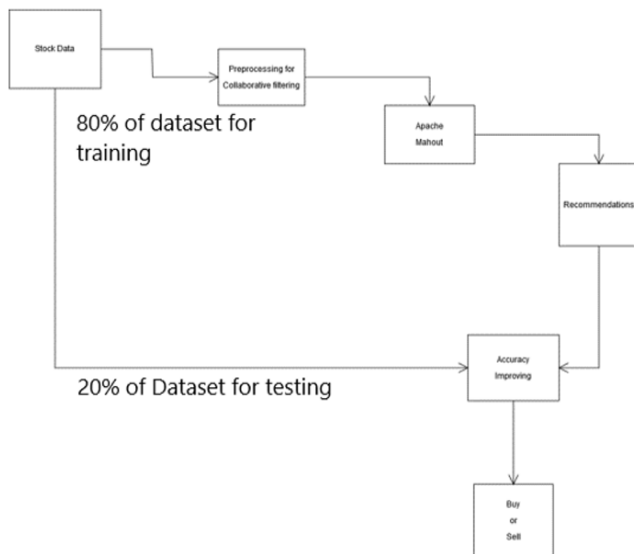 Stock Data
Preprocessing for
Collaborative filtering
80% of dataset for
training
Apache
Mahout
Recommendations
20% of Dataset for testing
Accuracy
Improving
Buy
or
Sell